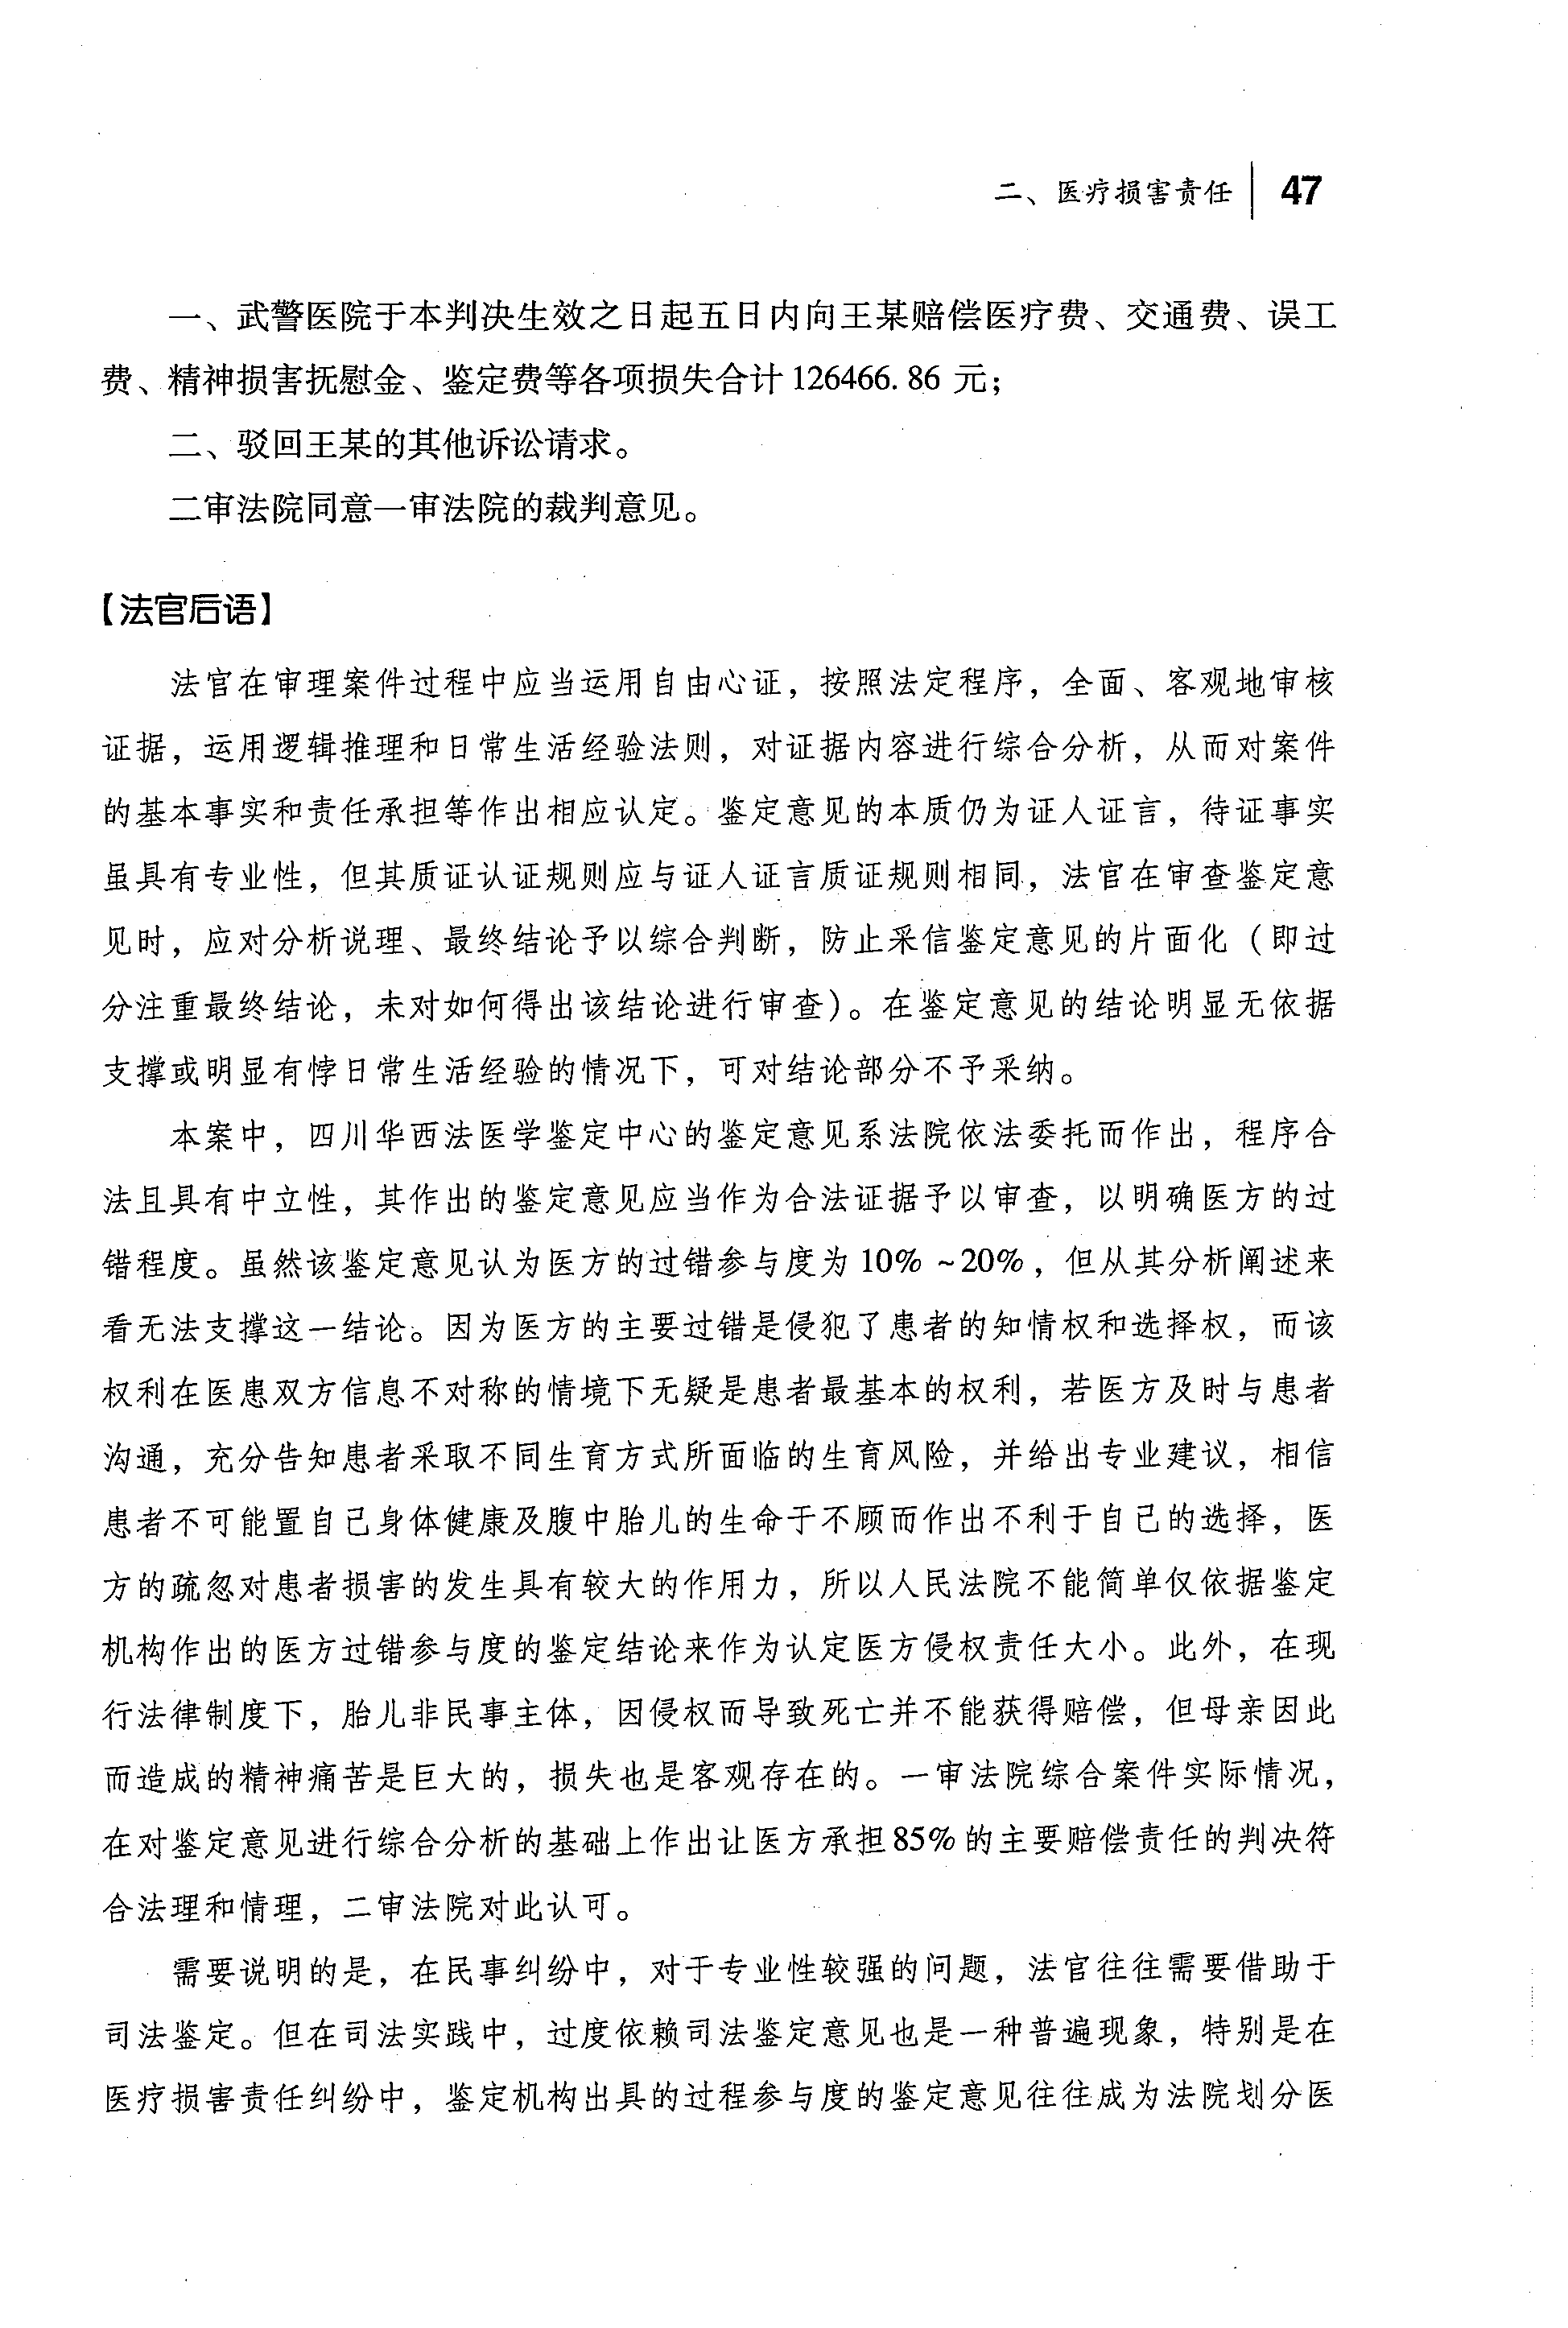 二、医疗损害责任 47
一、武警医院于本判决生效之日起五日内向王某赔偿医疗费、交通费、误工
费、精神损害抚慰金、鉴定费等各项损失合计126466.86元；
二、驳回王某的其他诉讼请求。
二审法院同意一审法院的裁判意见。
【法官后语】
法官在审理案件过程中应当运用自由心证，按照法定程序，全面、客观地审核
证据，运用逻辑推理和日常生活经验法则，对证据内容进行综合分析，从而对案件
的基本事实和责任承担等作出相应认定。鉴定意见的本质仍为证人证言，待证事实
虽具有专业性，但其质证认证规则应与证人证言质证规则相同，法官在审查鉴定意
见时，应对分析说理、最终结论予以综合判断，防止采信鉴定意见的片面化（即过
分注重最终结论，未对如何得出该结论进行审查）。在鉴定意见的结论明显无依据
支撑或明显有悖日常生活经验的情况下，可对结论部分不予采纳。
本案中，四川华西法医学鉴定中心的鉴定意见系法院依法委托而作出，程序合
法且具有中立性，其作出的鉴定意见应当作为合法证据予以审查，以明确医方的过
错程度。虽然该鉴定意见认为医方的过错参与度为10%~20%，但从其分析阐述来
看无法支撑这一结论。因为医方的主要过错是侵犯了患者的知情权和选择权，而该
权利在医患双方信息不对称的情境下无疑是患者最基本的权利，若医方及时与患者
沟通，充分告知患者采取不同生育方式所面临的生育风险，并给出专业建议，相信
患者不可能置自己身体健康及腹中胎儿的生命于不顾而作出不利于自己的选择，医
方的疏忽对患者损害的发生具有较大的作用力，所以人民法院不能简单仅依据鉴定
机构作出的医方过错参与度的鉴定结论来作为认定医方侵权责任大小。此外，在现
行法律制度下，胎儿非民事主体，因侵权而导致死亡并不能获得赔偿，但母亲因此
而造成的精神痛苦是巨大的，损失也是客观存在的。一审法院综合案件实际情况，
在对鉴定意见进行综合分析的基础上作出让医方承担85%的主要赔偿责任的判决符
合法理和情理，二审法院对此认可。
需要说明的是，在民事纠纷中，对于专业性较强的问题，法官往往需要借助于
司法鉴定。但在司法实践中，过度依赖司法鉴定意见也是一种普遍现象，特别是在
医疗损害责任纠纷中，鉴定机构出具的过程参与度的鉴定意见往往成为法院划分医